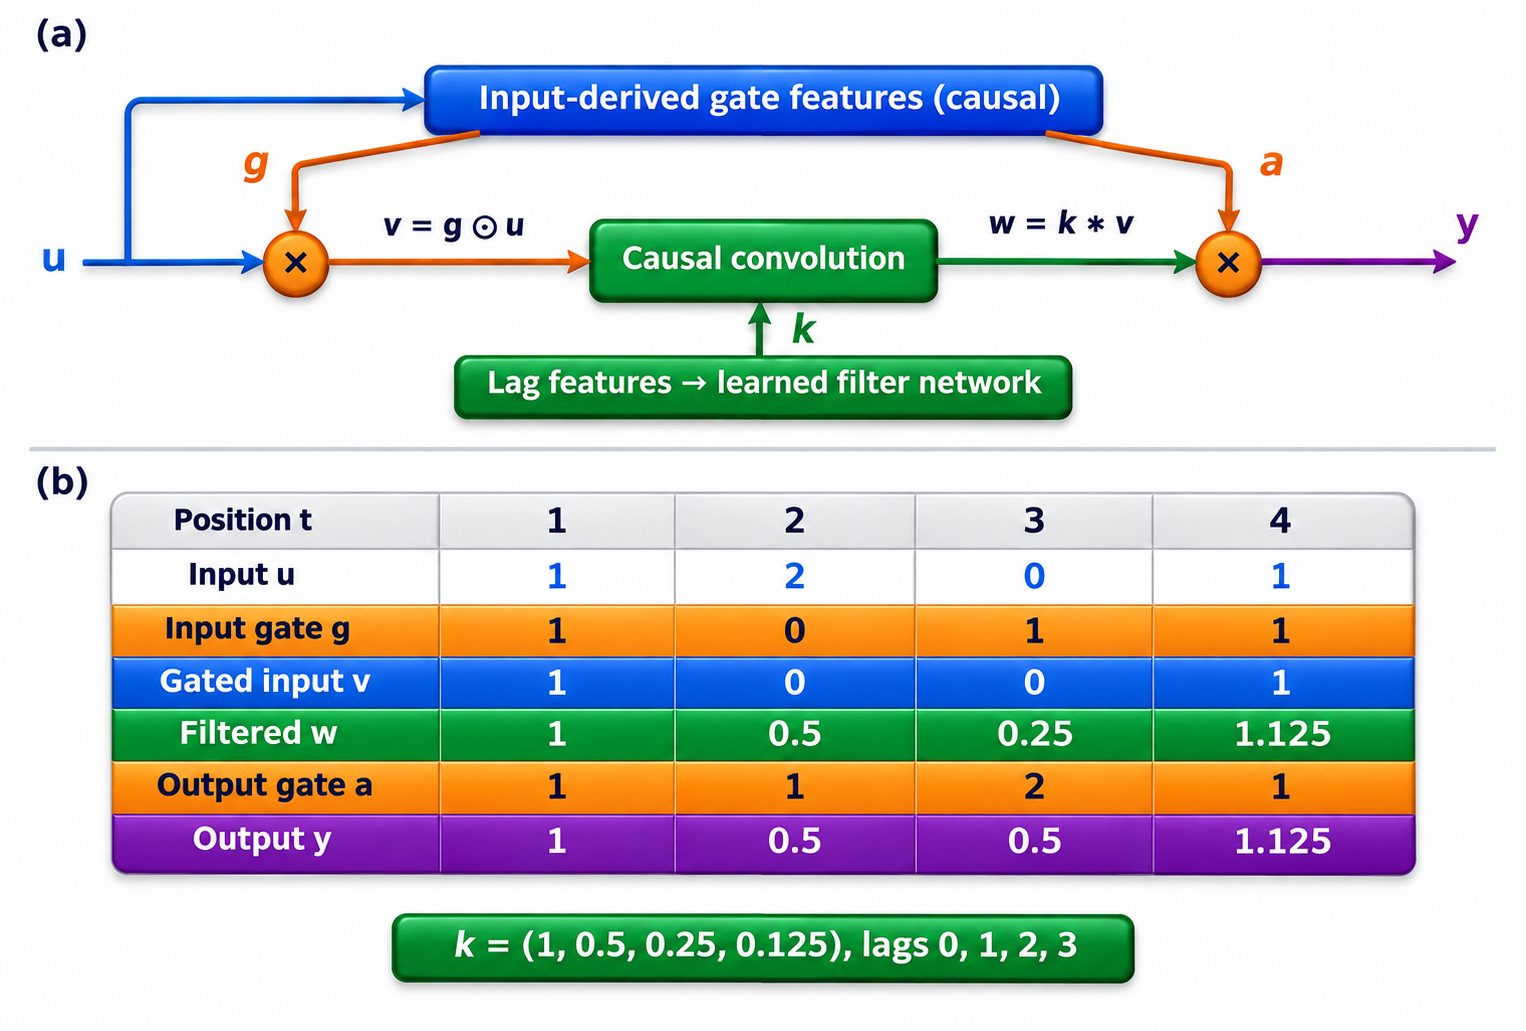 (a)
Input-derived gate features (causal)
g
a
v = g ⊙ u
w = k ∗ v
y
u
×
Causal convolution
×
k
Lag features → learned filter network
(b)
Position t 1 2 3 4
Input u 1 2 0 1
Input gate g 1 0 1 1
Gated input v 1 0 0 1
Filtered w 1 0.5 0.25 1.125
Output gate a 1 1 2 1
Output y 1 0.5 0.5 1.125
k = (1, 0.5, 0.25, 0.125), lags 0, 1, 2, 3